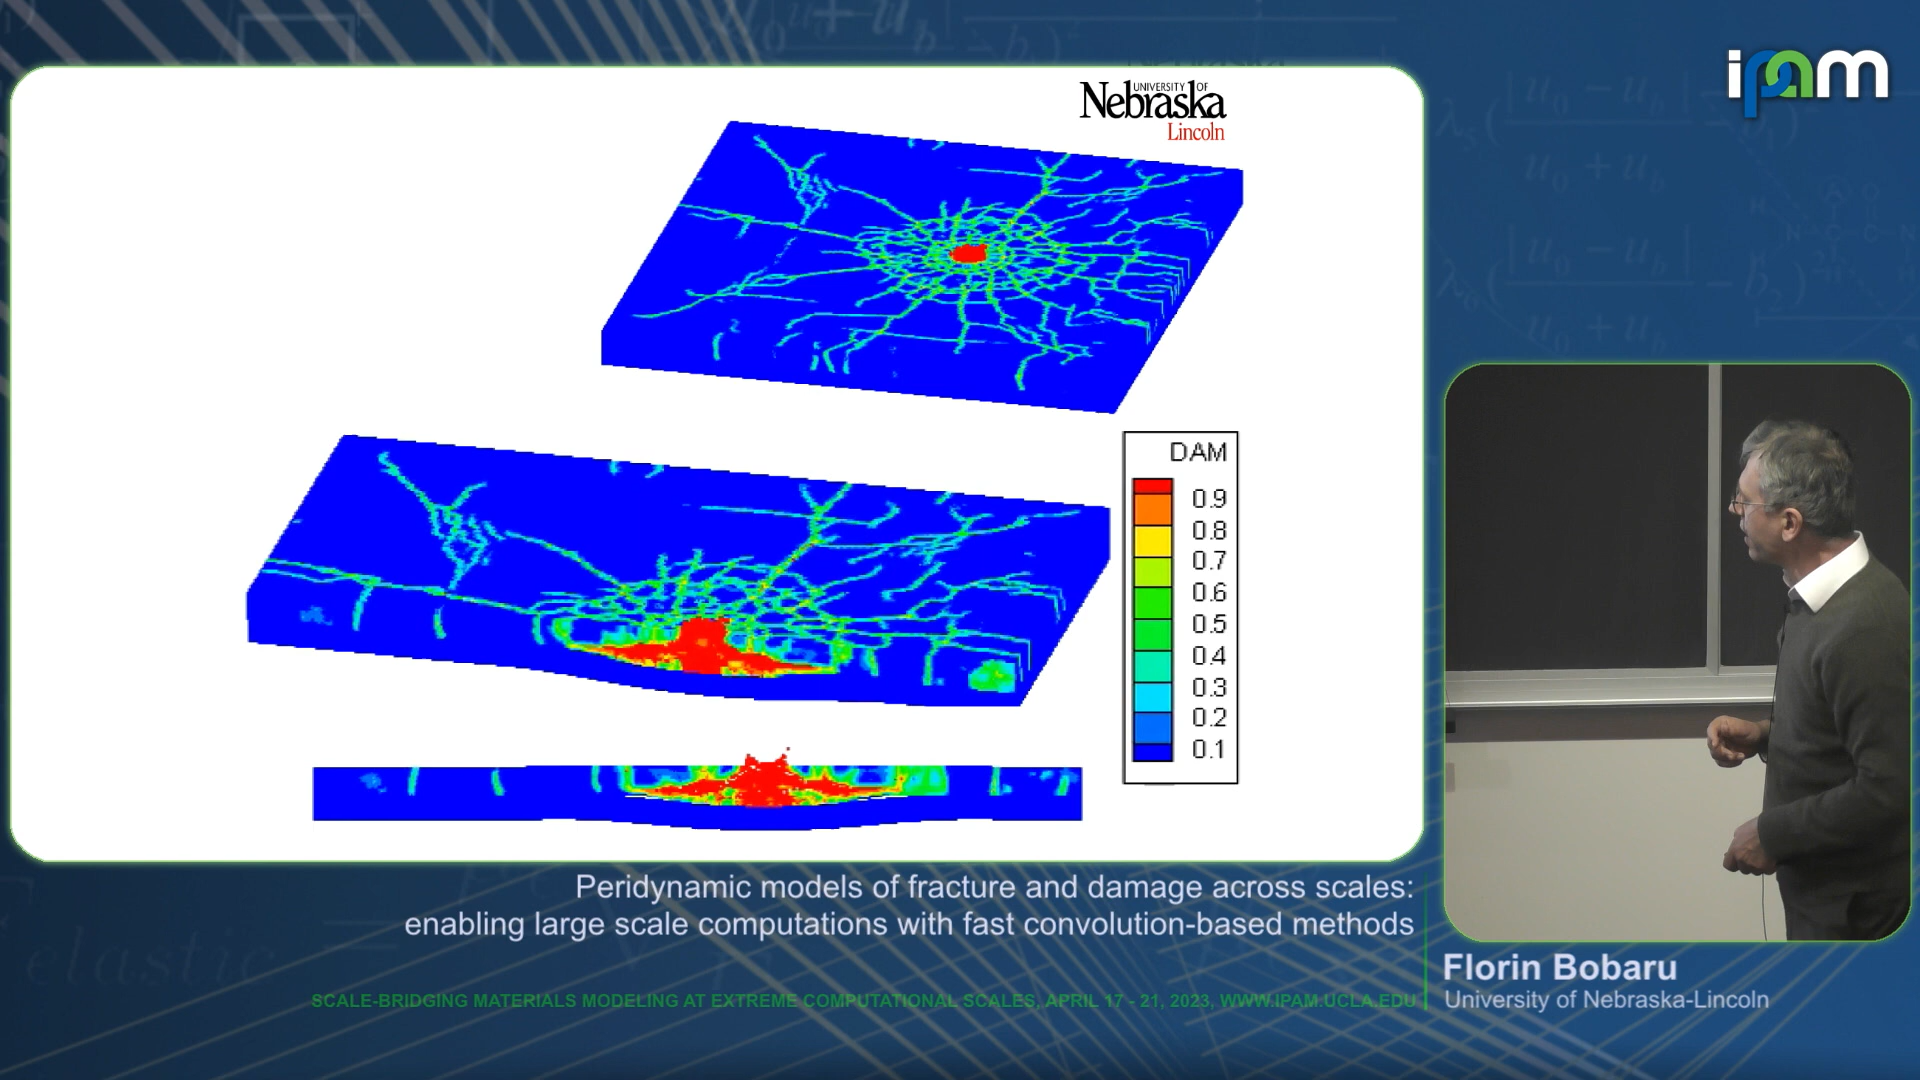 ipam
UNIVERSITY OF
Nebraska
Lincoln
DAM
0.9
0.8
0.7
0.6
0.5
0.4
0.3
0.2
0.1
Peridynamic models of fracture and damage across scales:
enabling large scale computations with fast convolution-based methods
SCALE-BRIDGING MATERIALS MODELING AT EXTREME COMPUTATIONAL SCALES, APRIL 17 - 21, 2023, WWW.IPAM.UCLA.EDU
Florin Bobaru
University of Nebraska-Lincoln
elastic